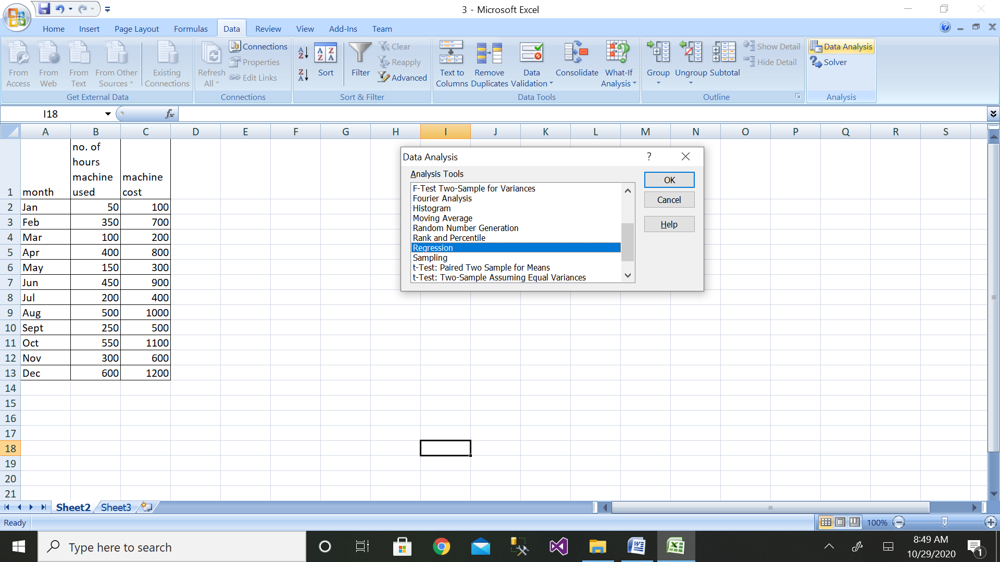 3 - Microsoft Excel
Home Insert Page Layout Formulas Data Review View Add-Ins Team
From Access
From Web
From Text
From Other Sources
Existing Connections
Get External Data
Refresh All
Connections
Properties
Edit Links
Connections
A Z
Z A
A Z Z A
Sort
Filter
Clear
Reapply
Advanced
Sort & Filter
Text to Columns
Remove Duplicates
Data Validation
Consolidate
What-If Analysis
Data Tools
Group
Ungroup
Subtotal
Show Detail
Hide Detail
Outline
Data Analysis
Solver
Analysis
I18
fx
A B C D E F G H I J K L M N O P Q R S
1 month no. of hours machine used machine cost
2 Jan 50 100
3 Feb 350 700
4 Mar 100 200
5 Apr 400 800
6 May 150 300
7 Jun 450 900
8 Jul 200 400
9 Aug 500 1000
10 Sept 250 500
11 Oct 550 1100
12 Nov 300 600
13 Dec 600 1200
14
15
16
17
18
19
20
21
Data Analysis ?
Analysis Tools
F-Test Two-Sample for Variances
Fourier Analysis
Histogram
Moving Average
Random Number Generation
Rank and Percentile
Regression
Sampling
t-Test: Paired Two Sample for Means
t-Test: Two-Sample Assuming Equal Variances
OK
Cancel
Help
Sheet2 Sheet3
Ready
100%
Type here to search
8:49 AM
10/29/2020
1